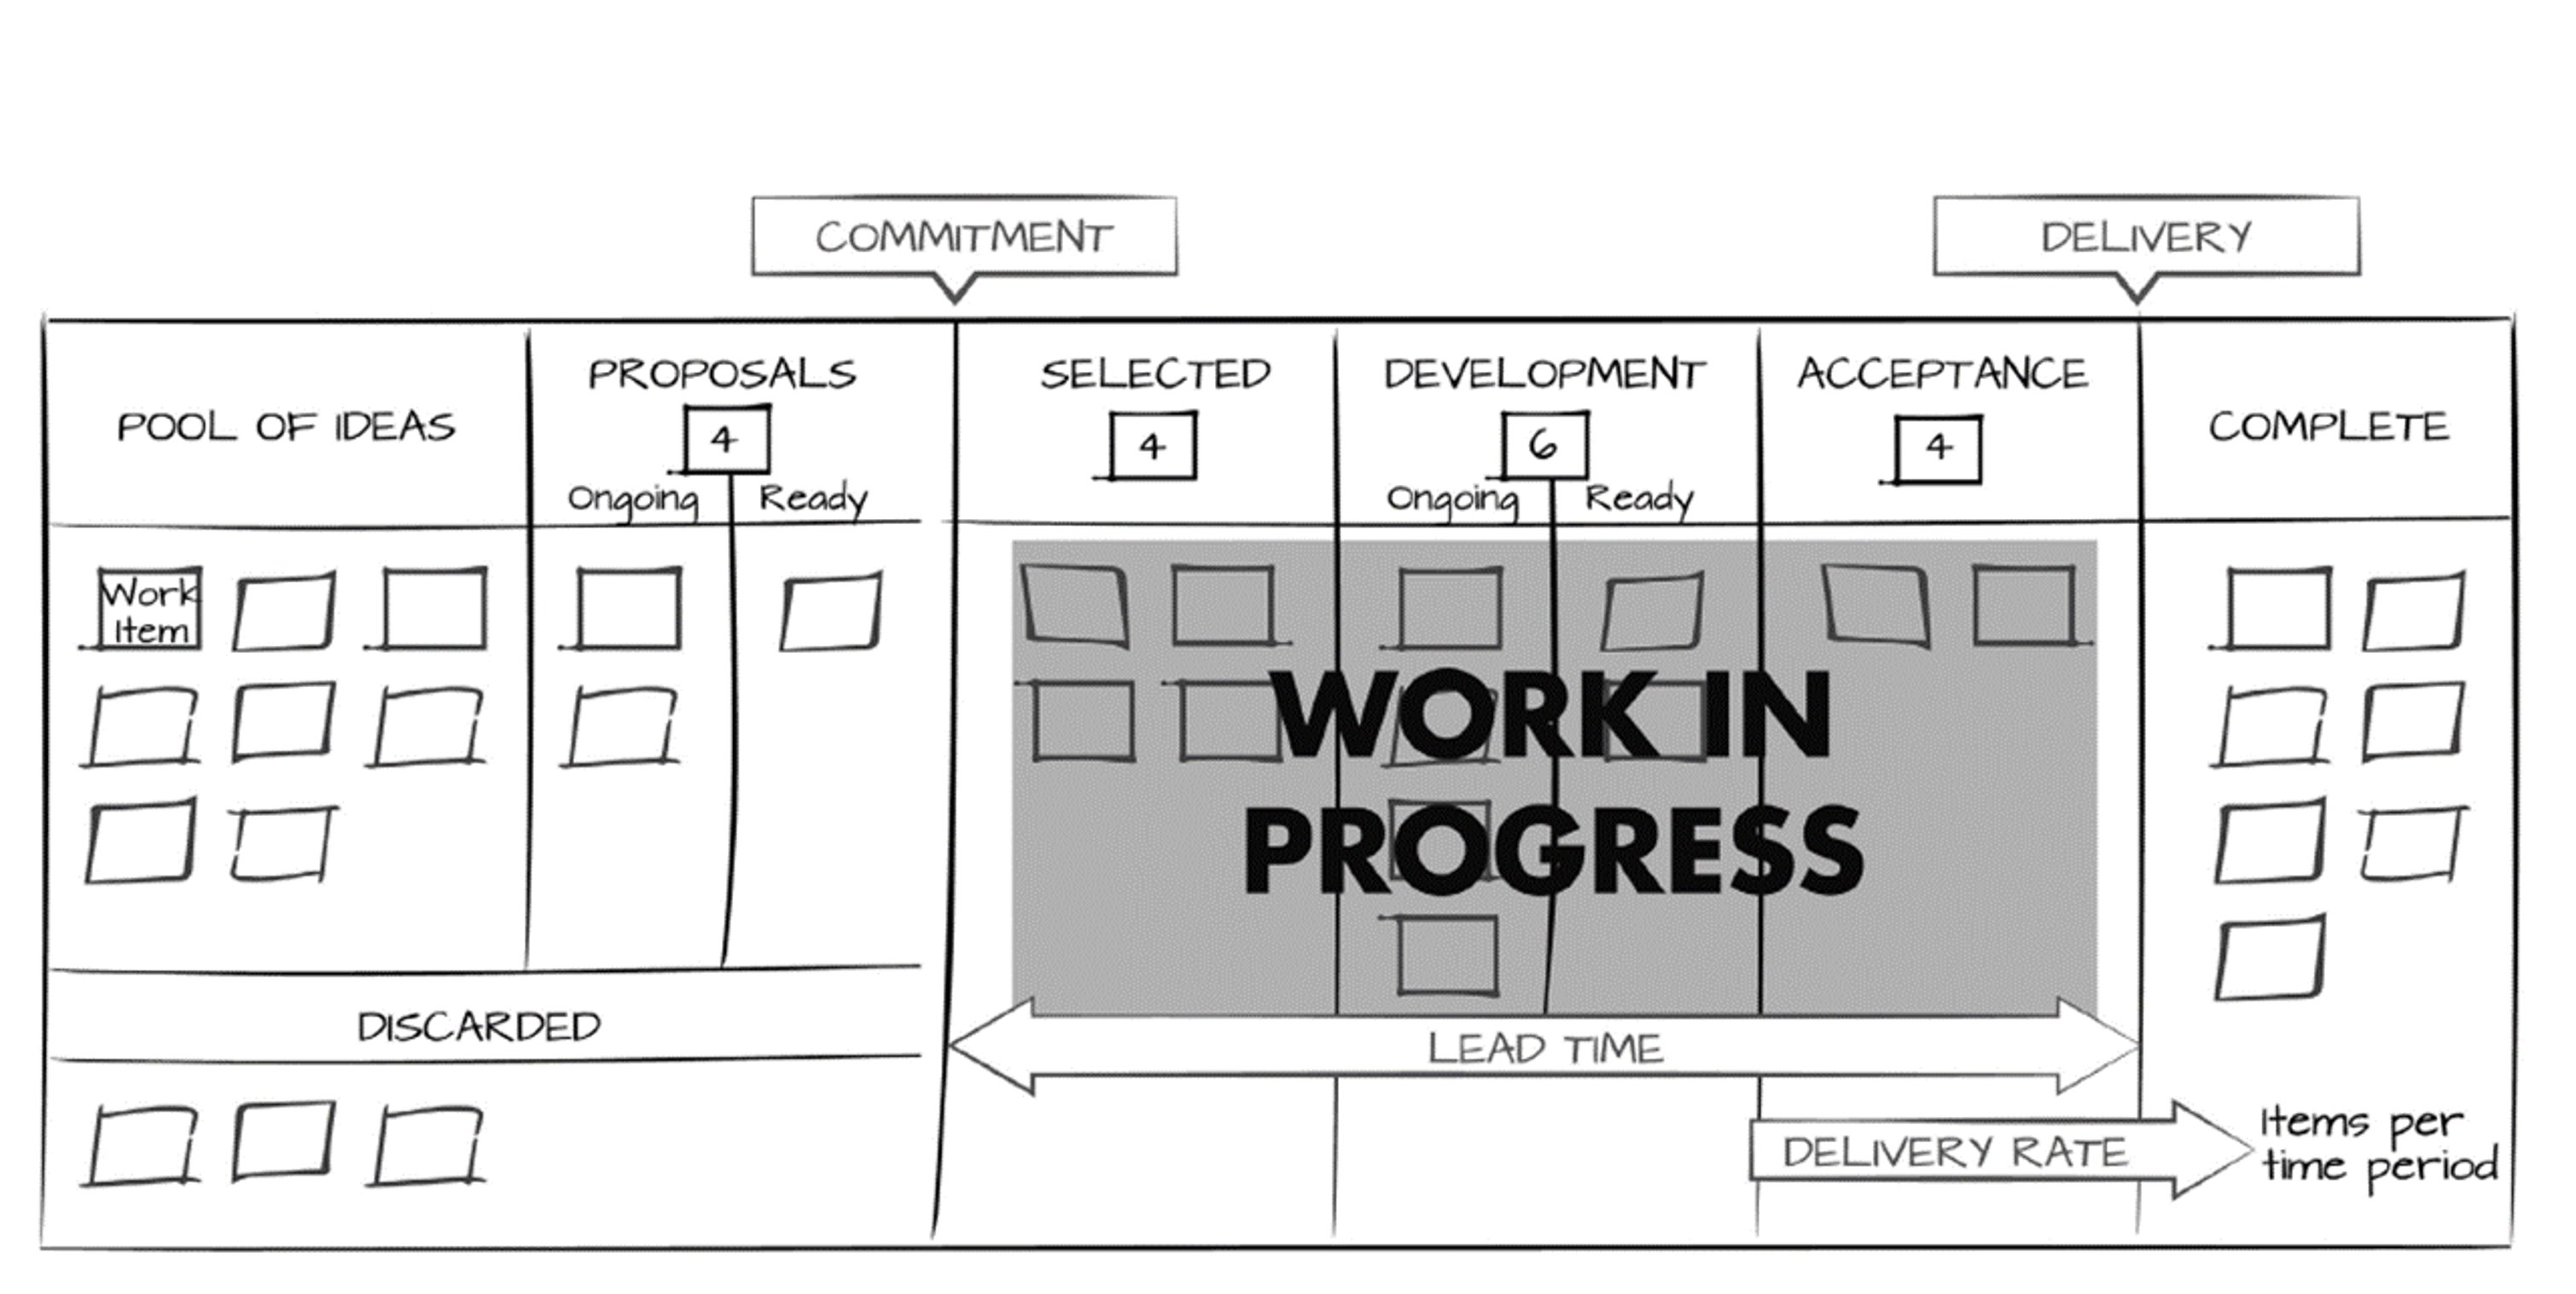 COMMITMENT
DELIVERY
POOL OF IDEAS
PROPOSALS
4
Ongoing
Ready
SELECTED
4
DEVELOPMENT
6
Ongoing
Ready
ACCEPTANCE
4
COMPLETE
Work
Item
WORK IN
PROGRESS
DISCARDED
LEAD TIME
DELIVERY RATE
Items per
time period